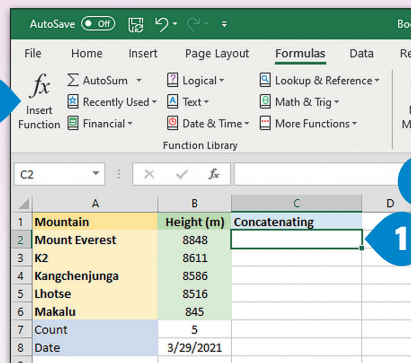 AutoSave Off Bo
File Home Insert Page Layout Formulas Data Re
fx Insert Function
AutoSum
Recently Used
Financial
Logical
Text
Date & Time
Lookup & Reference
Math & Trig
More Functions
Function Library
C2 fx
A B C D
1 Mountain Height (m) Concatenating
2 Mount Everest 8848
3 K2 8611
4 Kangchenjunga 8586
5 Lhotse 8516
6 Makalu 845
7 Count 5
8 Date 3/29/2021
1